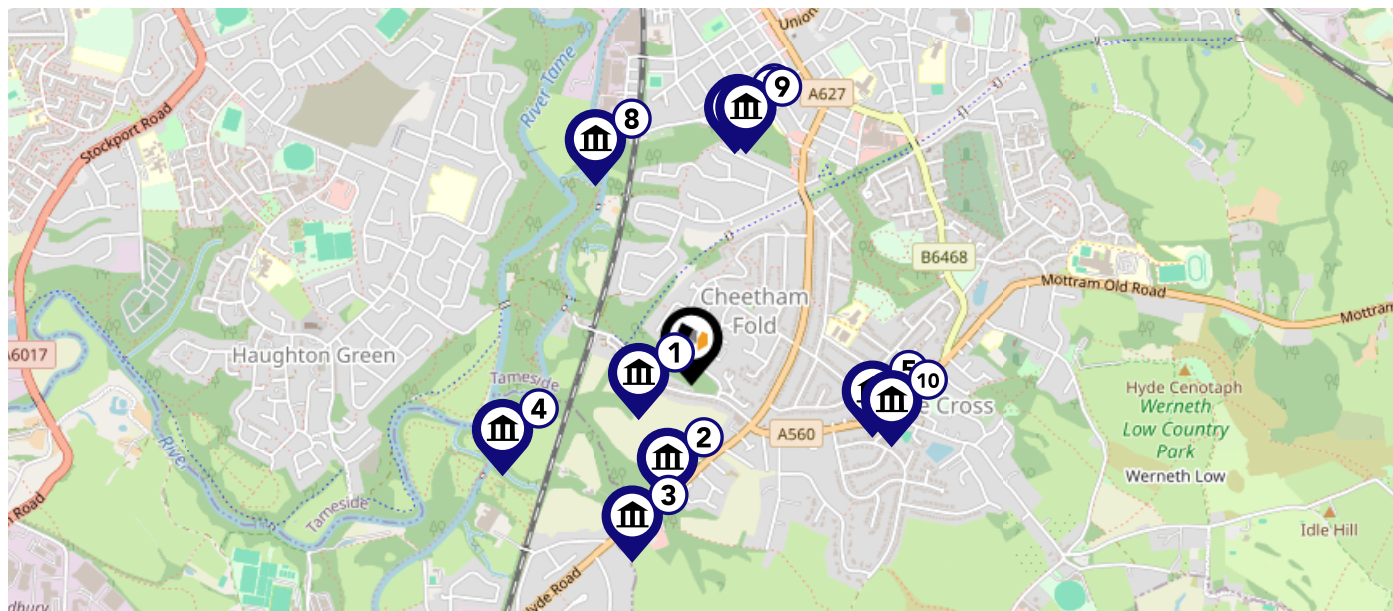 Union
A627
9
8
River Tame
Stockport Road
B6468
Mottram Old Road
Mottram
Cheetham
Fold
A6017
Haughton Green
1
Tameside
4
5
10
Hyde Cenotaph
Werneth
Low Country
Park
Werneth Low
A560
2
3
River
Tameside
Idle Hill
Road
Hyde Road
Cross